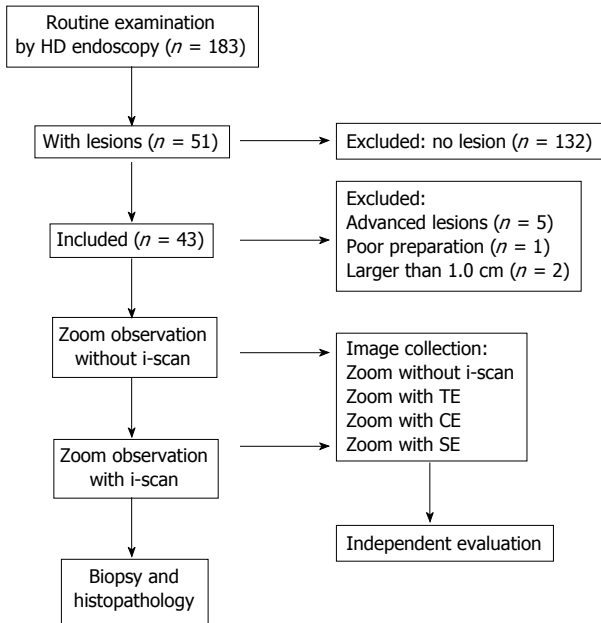 Routine examination
by HD endoscopy (n = 183)
With lesions (n = 51)
Excluded: no lesion (n = 132)
Included (n = 43)
Excluded:
Advanced lesions (n = 5)
Poor preparation (n = 1)
Larger than 1.0 cm (n = 2)
Zoom observation
without i-scan
Image collection:
Zoom without i-scan
Zoom with TE
Zoom with CE
Zoom with SE
Zoom observation
with i-scan
Independent evaluation
Biopsy and
histopathology